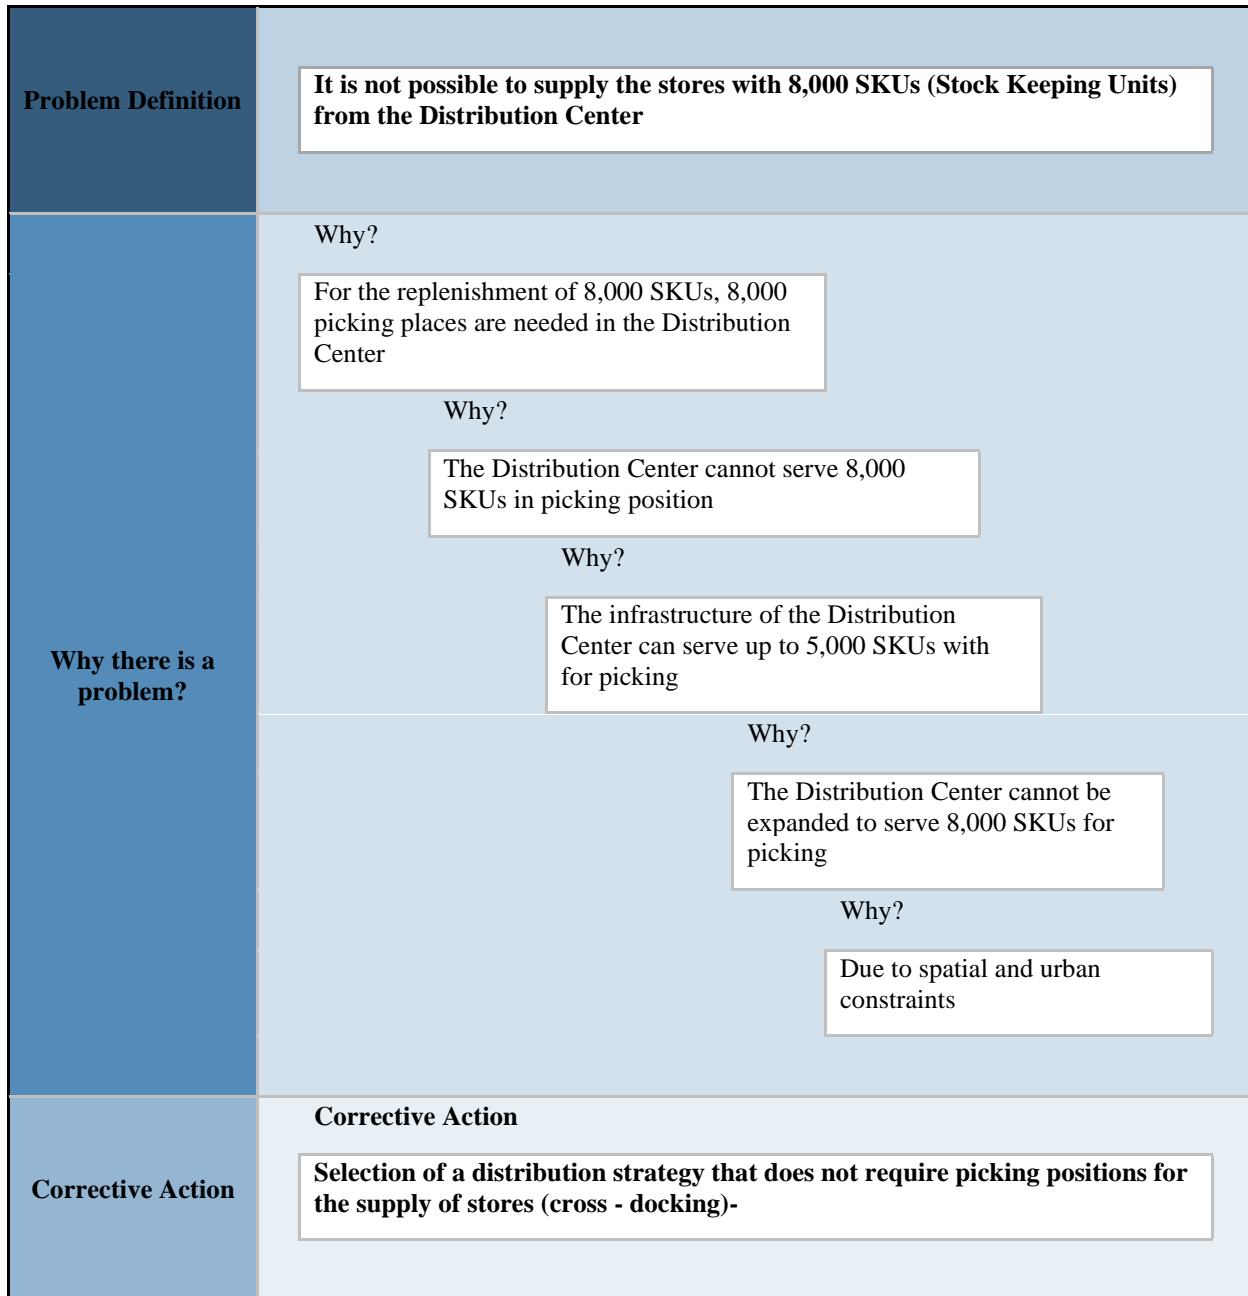 Problem Definition
It is not possible to supply the stores with 8,000 SKUs (Stock Keeping Units)
from the Distribution Center
Why there is a
problem?
Why?
For the replenishment of 8,000 SKUs, 8,000
picking places are needed in the Distribution
Center
Why?
The Distribution Center cannot serve 8,000
SKUs in picking position
Why?
The infrastructure of the Distribution
Center can serve up to 5,000 SKUs with
for picking
Why?
The Distribution Center cannot be
expanded to serve 8,000 SKUs for
picking
Why?
Due to spatial and urban
constraints
Corrective Action
Corrective Action
Selection of a distribution strategy that does not require picking positions for
the supply of stores (cross - docking)-